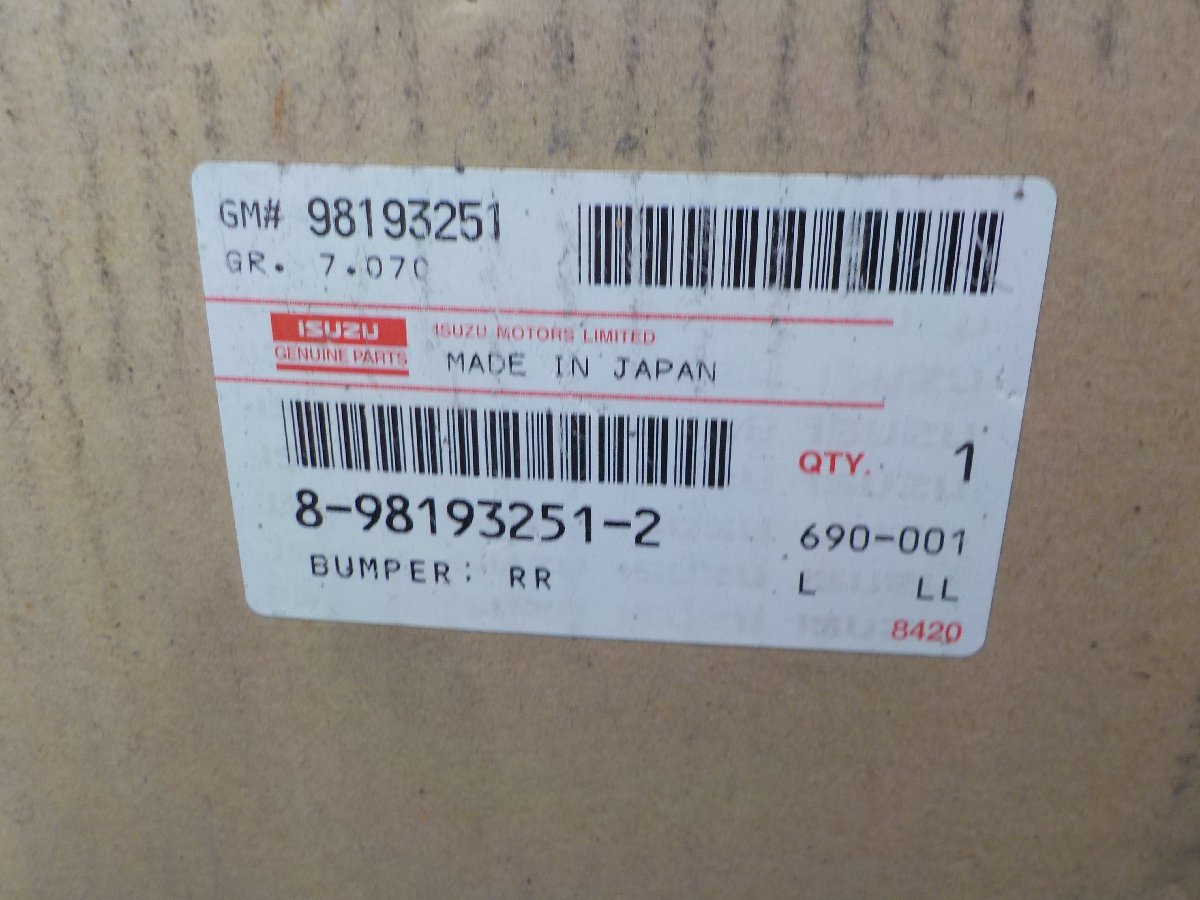 GM# 98193251
GR. 7.070
ISUZU
GENUINE PARTS
ISUZU MOTORS LIMITED
MADE IN JAPAN
QTY. 1
8-98193251-2
690-001
BUMPER: RR
L LL
8420